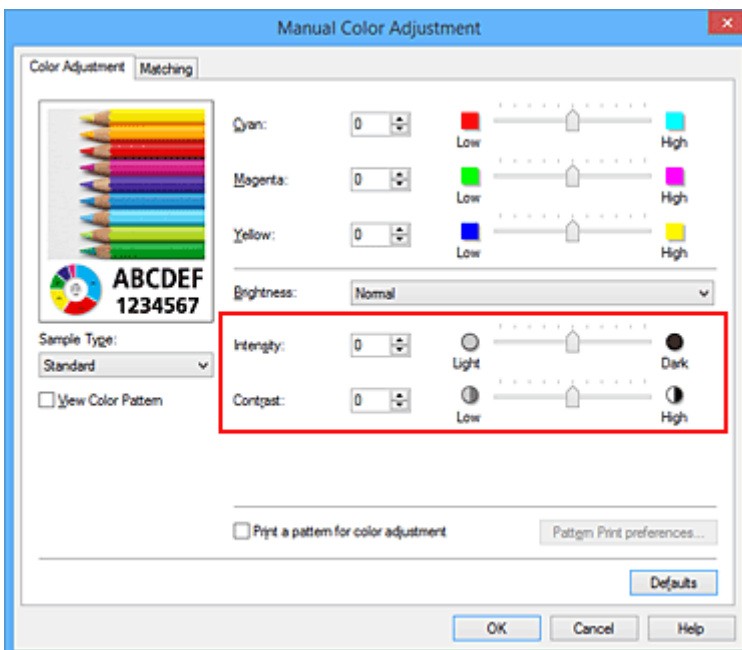 Manual Color Adjustment
Color Adjustment Matching
ABCDEF
1234567
Sample Type:
Standard
View Color Pattern
Cyan: 0 Low High
Magenta: 0 Low High
Yellow: 0 Low High
Brightness: Normal
Intensity: 0 Light Dark
Contrast: 0 Low High
Print a pattern for color adjustment Pattern Print preferences...
Defaults
OK Cancel Help